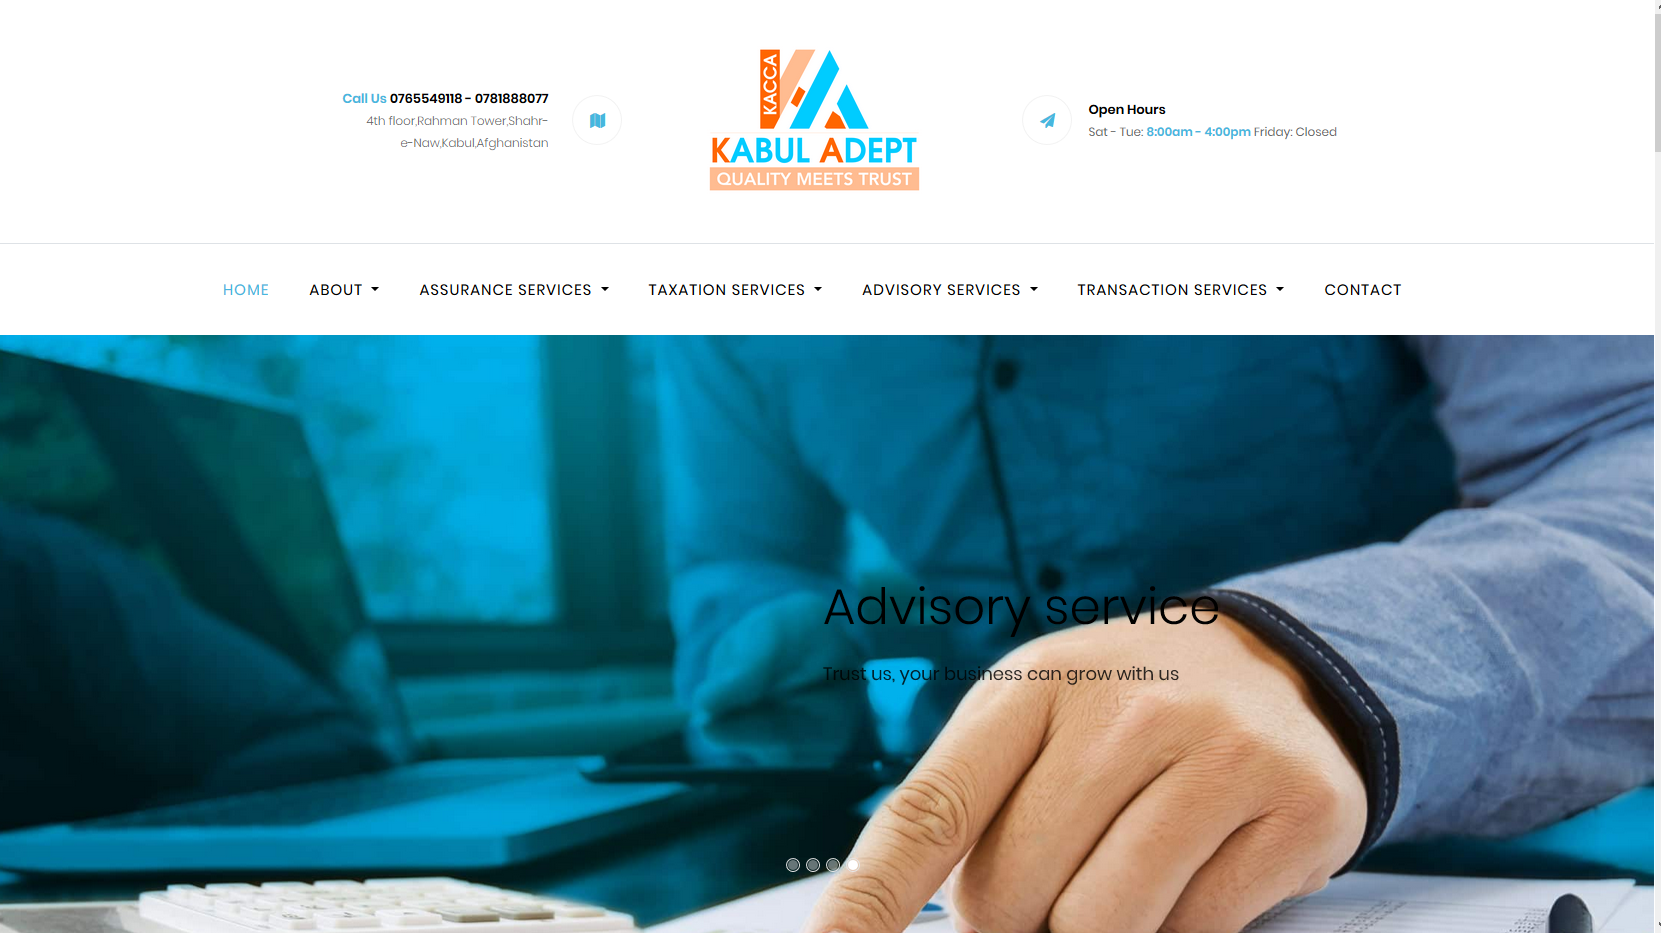 Call Us 0765549118 - 0781888077
4th floor,Rahman Tower,Shahr-
e-Naw,Kabul,Afghanistan
KACCA
KABUL ADEPT
QUALITY MEETS TRUST
Open Hours
Sat - Tue: 8:00am - 4:00pm Friday: Closed
HOME ABOUT ASSURANCE SERVICES TAXATION SERVICES ADVISORY SERVICES TRANSACTION SERVICES CONTACT
Advisory service
Trust us, your business can grow with us